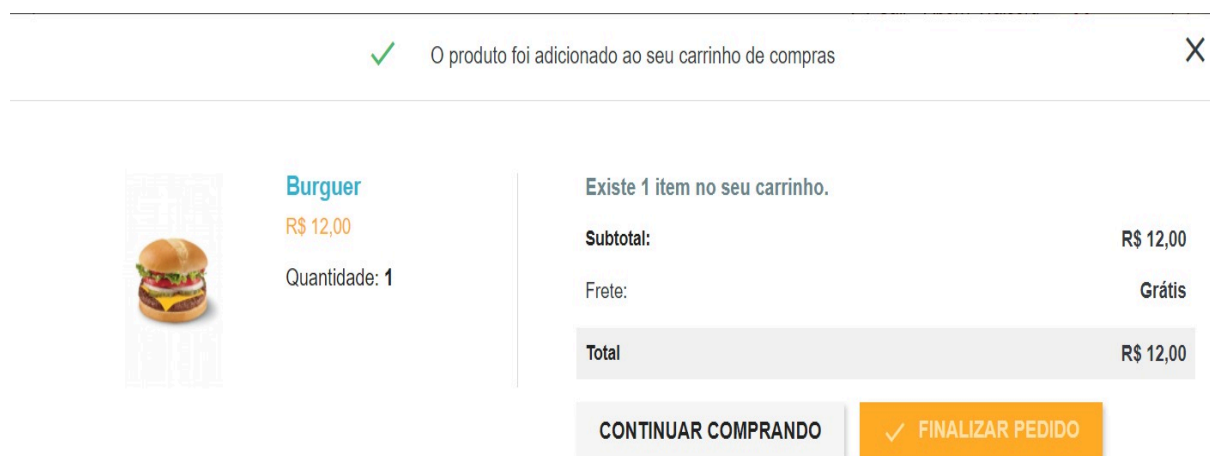 O produto foi adicionado ao seu carrinho de compras
X
Burguer
R$ 12,00
Quantidade: 1
Existe 1 item no seu carrinho.
Subtotal: R$ 12,00
Frete: Grátis
Total R$ 12,00
CONTINUAR COMPRANDO
FINALIZAR PEDIDO